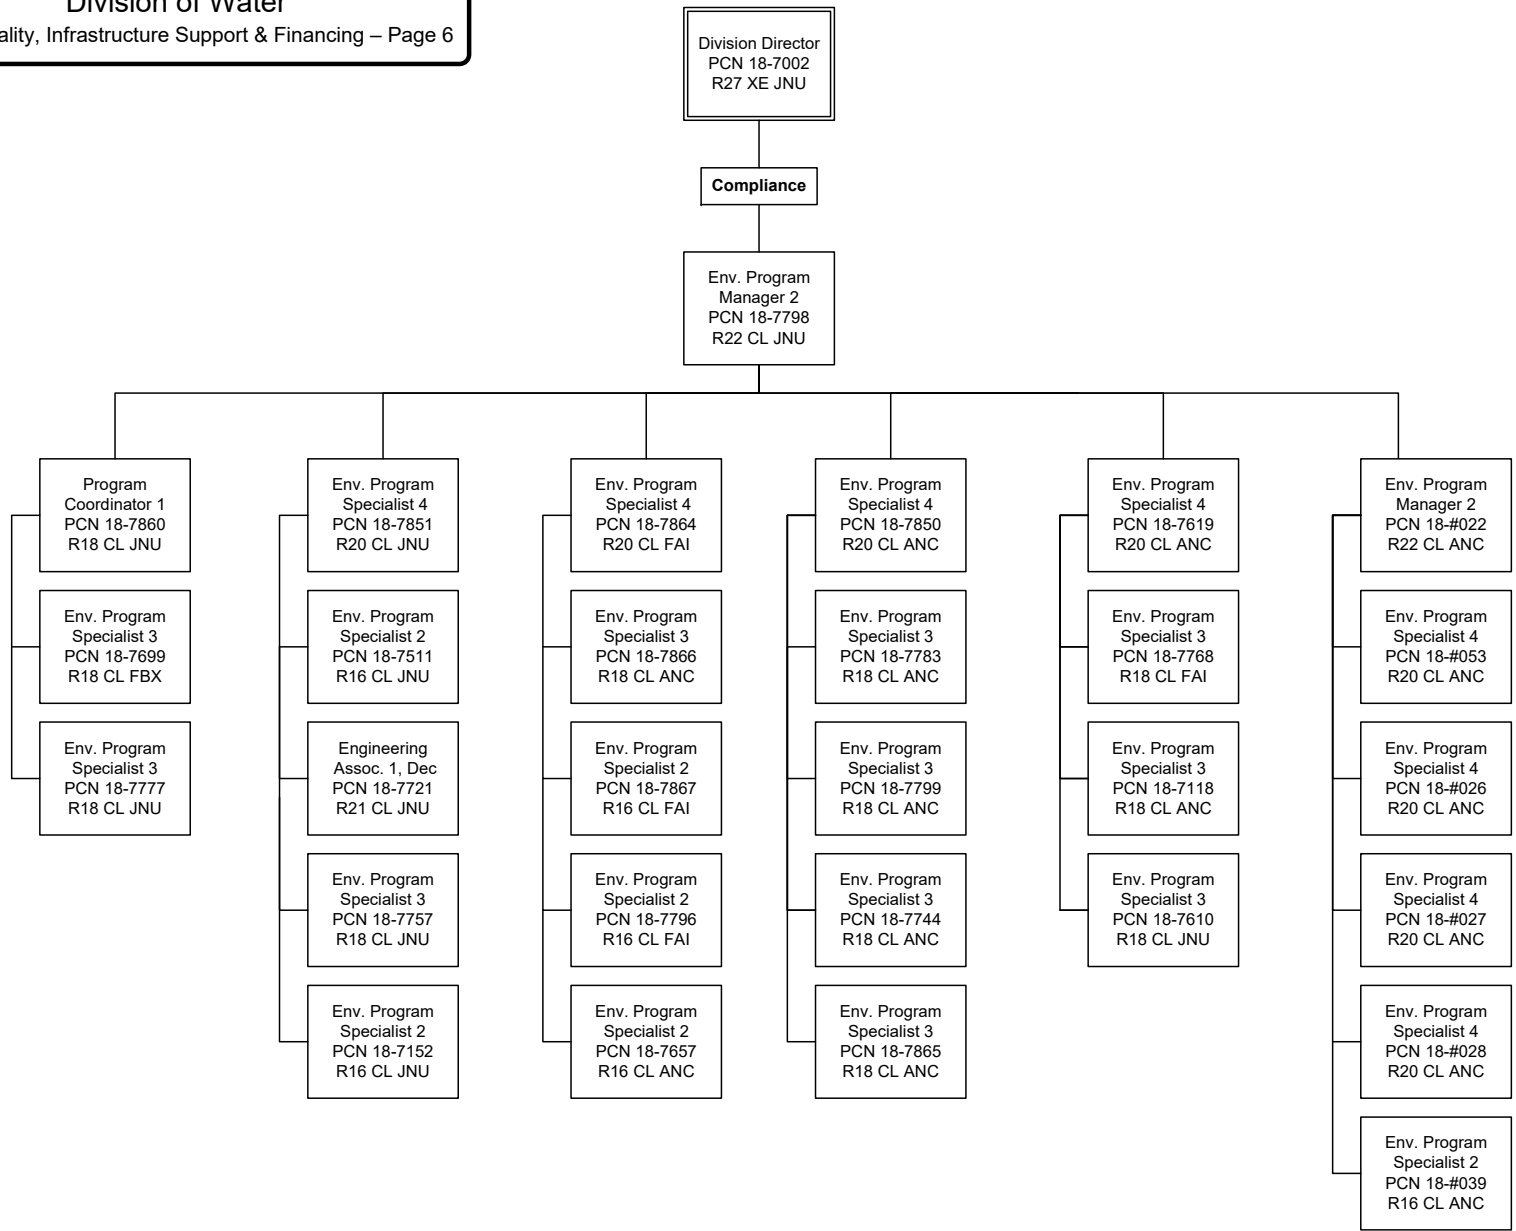 Division of Water
ality, Infrastructure Support & Financing – Page 6
Division Director
PCN 18-7002
R27 XE JNU
Compliance
Env. Program
Manager 2
PCN 18-7798
R22 CL JNU
Program
Coordinator 1
PCN 18-7860
R18 CL JNU
Env. Program
Specialist 3
PCN 18-7699
R18 CL FBX
Env. Program
Specialist 3
PCN 18-7777
R18 CL JNU
Env. Program
Specialist 4
PCN 18-7851
R20 CL JNU
Env. Program
Specialist 2
PCN 18-7511
R16 CL JNU
Engineering
Assoc. 1, Dec
PCN 18-7721
R21 CL JNU
Env. Program
Specialist 3
PCN 18-7757
R18 CL JNU
Env. Program
Specialist 2
PCN 18-7152
R16 CL JNU
Env. Program
Specialist 4
PCN 18-7864
R20 CL FAI
Env. Program
Specialist 3
PCN 18-7866
R18 CL ANC
Env. Program
Specialist 2
PCN 18-7867
R16 CL FAI
Env. Program
Specialist 2
PCN 18-7796
R16 CL FAI
Env. Program
Specialist 2
PCN 18-7657
R16 CL ANC
Env. Program
Specialist 4
PCN 18-7850
R20 CL ANC
Env. Program
Specialist 3
PCN 18-7783
R18 CL ANC
Env. Program
Specialist 3
PCN 18-7799
R18 CL ANC
Env. Program
Specialist 3
PCN 18-7744
R18 CL ANC
Env. Program
Specialist 3
PCN 18-7865
R18 CL ANC
Env. Program
Specialist 4
PCN 18-7619
R20 CL ANC
Env. Program
Specialist 3
PCN 18-7768
R18 CL FAI
Env. Program
Specialist 3
PCN 18-7118
R18 CL ANC
Env. Program
Specialist 3
PCN 18-7610
R18 CL JNU
Env. Program
Manager 2
PCN 18-#022
R22 CL ANC
Env. Program
Specialist 4
PCN 18-#053
R20 CL ANC
Env. Program
Specialist 4
PCN 18-#026
R20 CL ANC
Env. Program
Specialist 4
PCN 18-#027
R20 CL ANC
Env. Program
Specialist 4
PCN 18-#028
R20 CL ANC
Env. Program
Specialist 2
PCN 18-#039
R16 CL ANC